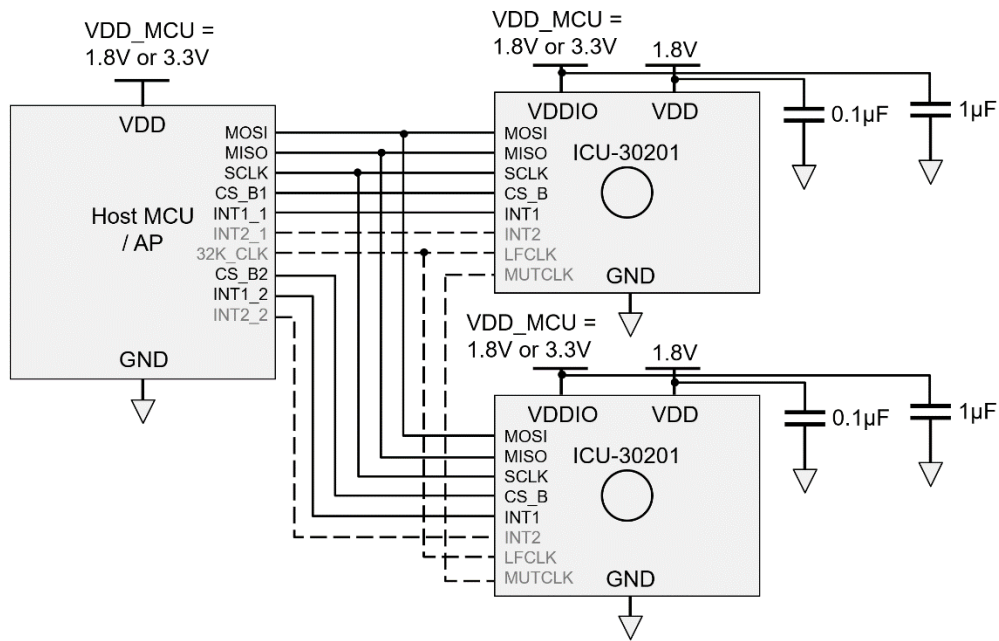 VDD_MCU =
1.8V or 3.3V
VDD
MOSI
MISO
SCLK
CS_B1
INT1_1
INT2_1
32K_CLK
CS_B2
INT1_2
INT2_2
Host MCU
/ AP
GND
VDD_MCU =
1.8V or 3.3V
1.8V
VDDIO
VDD
MOSI
MISO
SCLK
CS_B
INT1
INT2
LFCLK
MUTCLK
ICU-30201
GND
0.1µF
1µF
VDD_MCU =
1.8V or 3.3V
1.8V
VDDIO
VDD
MOSI
MISO
SCLK
CS_B
INT1
INT2
LFCLK
MUTCLK
ICU-30201
GND
0.1µF
1µF